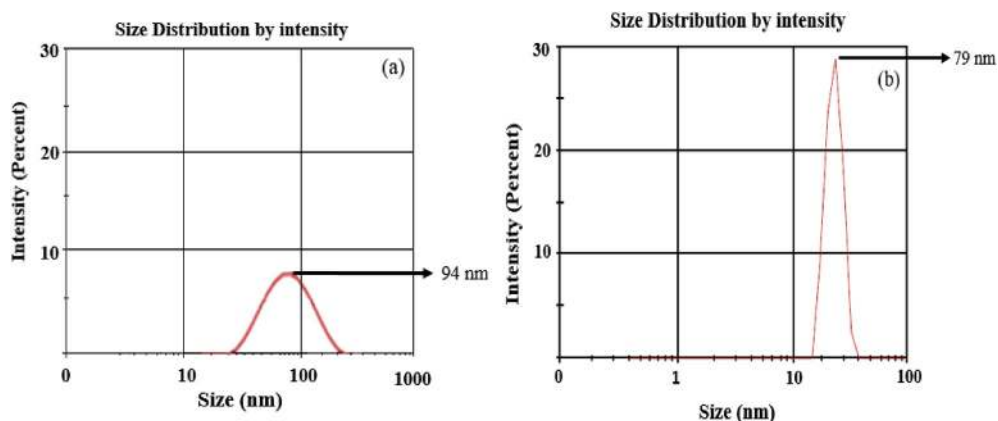 Size Distribution by intensity
30
(a)
20
Intensity (Percent)
10
94 nm
0
10
100
1000
Size (nm)
Size Distribution by intensity
30
79 nm
(b)
20
Intensity (Percent)
10
0
1
10
100
Size (nm)